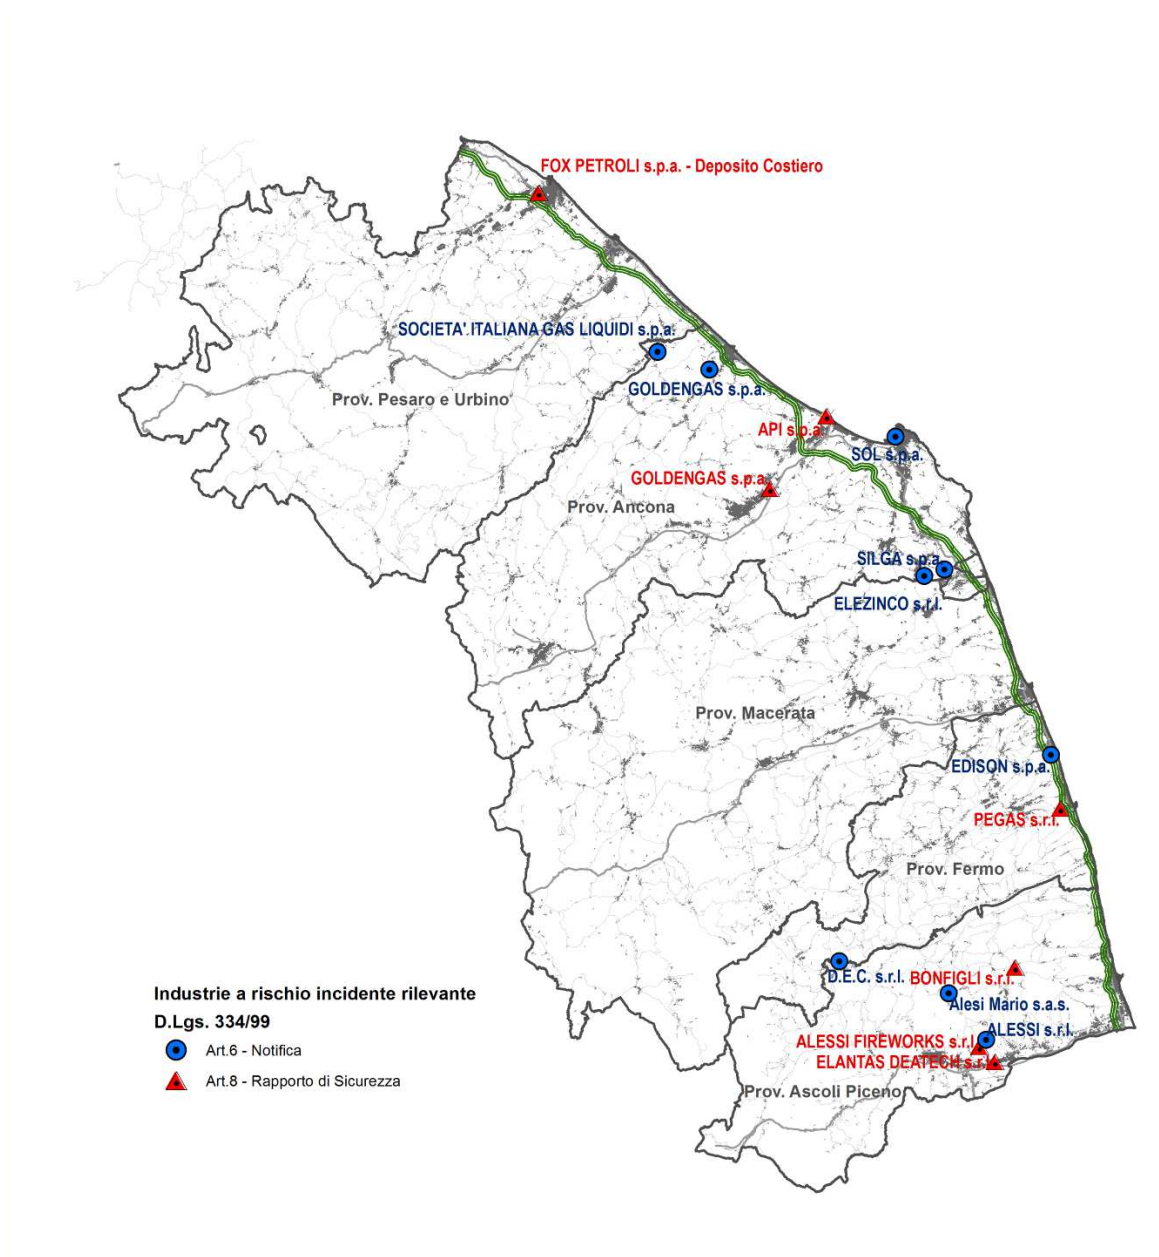 FOX PETROLI s.p.a. - Deposito Costiero
SOCIETA' ITALIANA GAS LIQUIDI s.p.a.
GOLDENGAS s.p.a.
Prov. Pesaro e Urbino
API s.p.a.
SOL s.p.a.
GOLDENGAS s.p.a.
Prov. Ancona
SILGA s.p.a.
ELEZINCO s.r.l.
Prov. Macerata
EDISON s.p.a.
PEGAS s.r.l.
Prov. Fermo
D.E.C. s.r.l.
BONFIGLI s.r.l.
Alesi Mario s.a.s.
ALESSI s.r.l.
ALESSI FIREWORKS s.r.l.
ELANTAS DEATECH s.r.l.
Prov. Ascoli Piceno
Industrie a rischio incidente rilevante
D.Lgs. 334/99
Art.6 - Notifica
Art.8 - Rapporto di Sicurezza